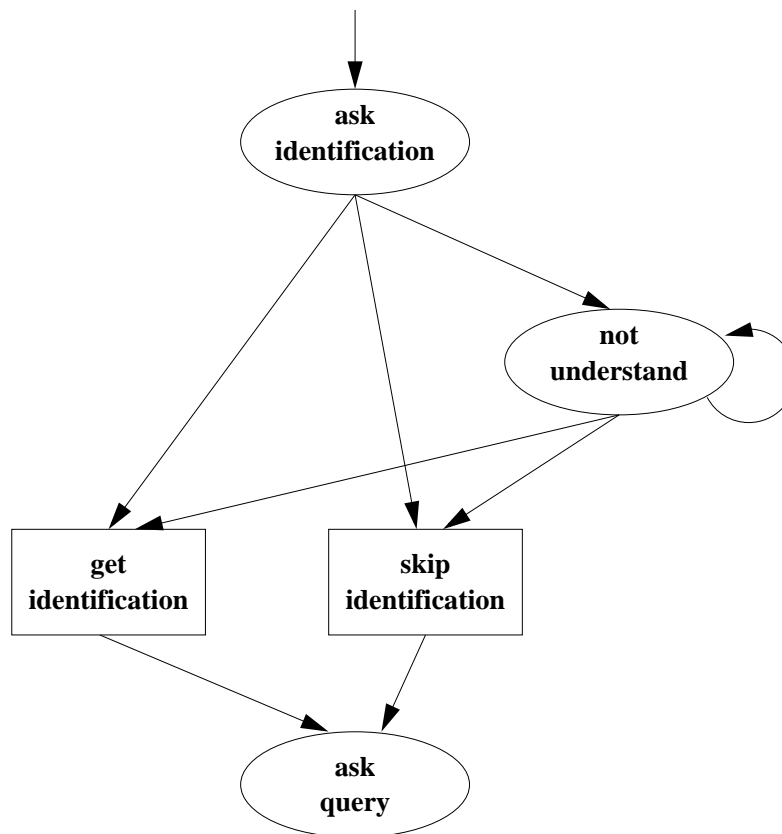 ask
identification
not
understand
get
identification
skip
identification
ask
query